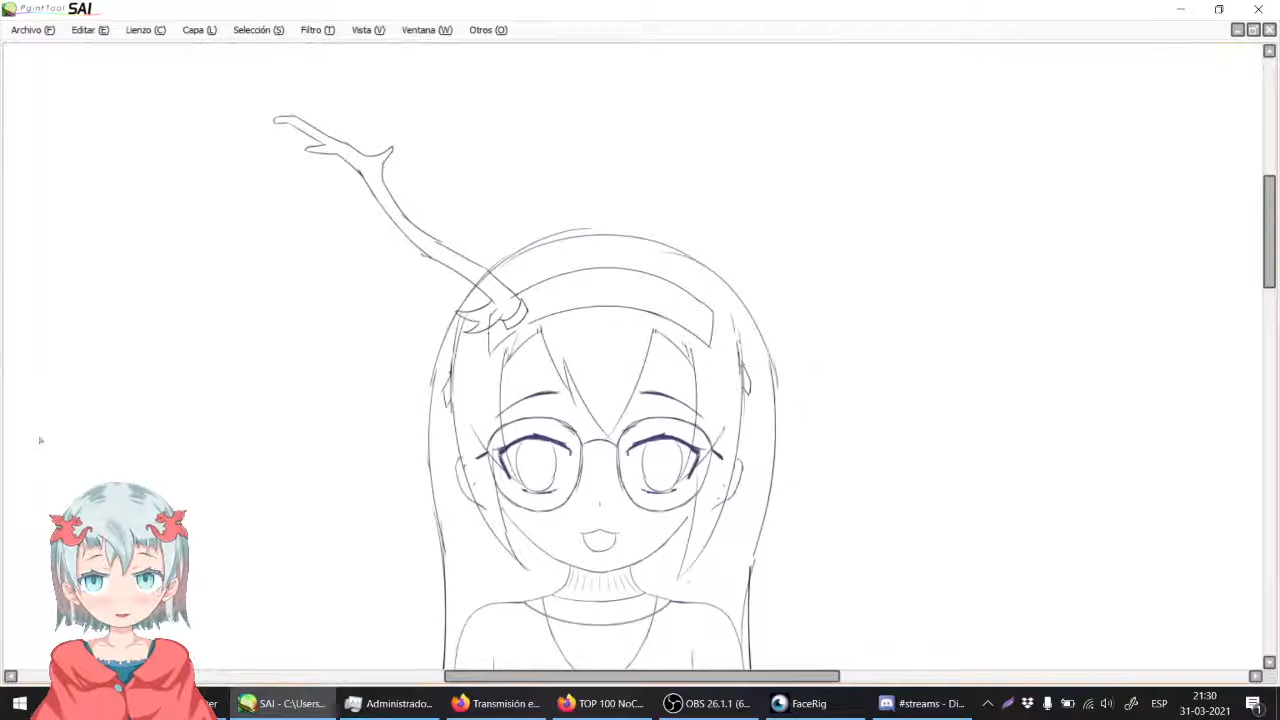 PaintTool SAI
Archivo (F) Editar (E) Lienzo (C) Capa (L) Selección (S) Filtro (T) Vista (V) Ventana (W) Otros (O)
SAI - C:\Users... Administrado... Transmisión e... TOP 100 NoC... OBS 26.1.1 (6... FaceRig #streams - Di... ESP 21:30
31-03-2021